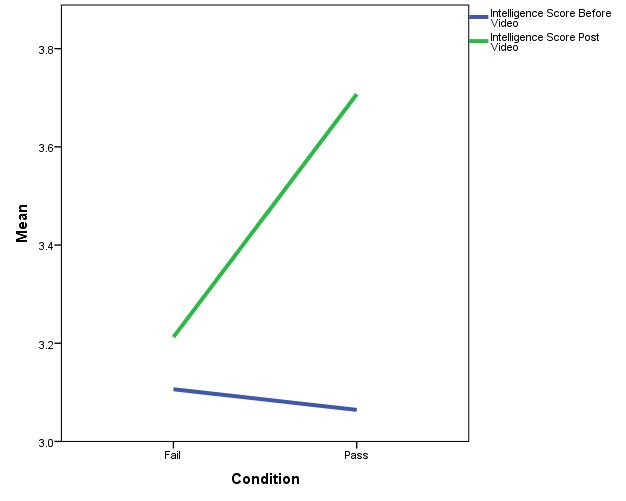 Intelligence Score Before
Video
Intelligence Score Post
Video
3.8
3.6
3.4
3.2
3.0
Mean
Fail
Pass
Condition